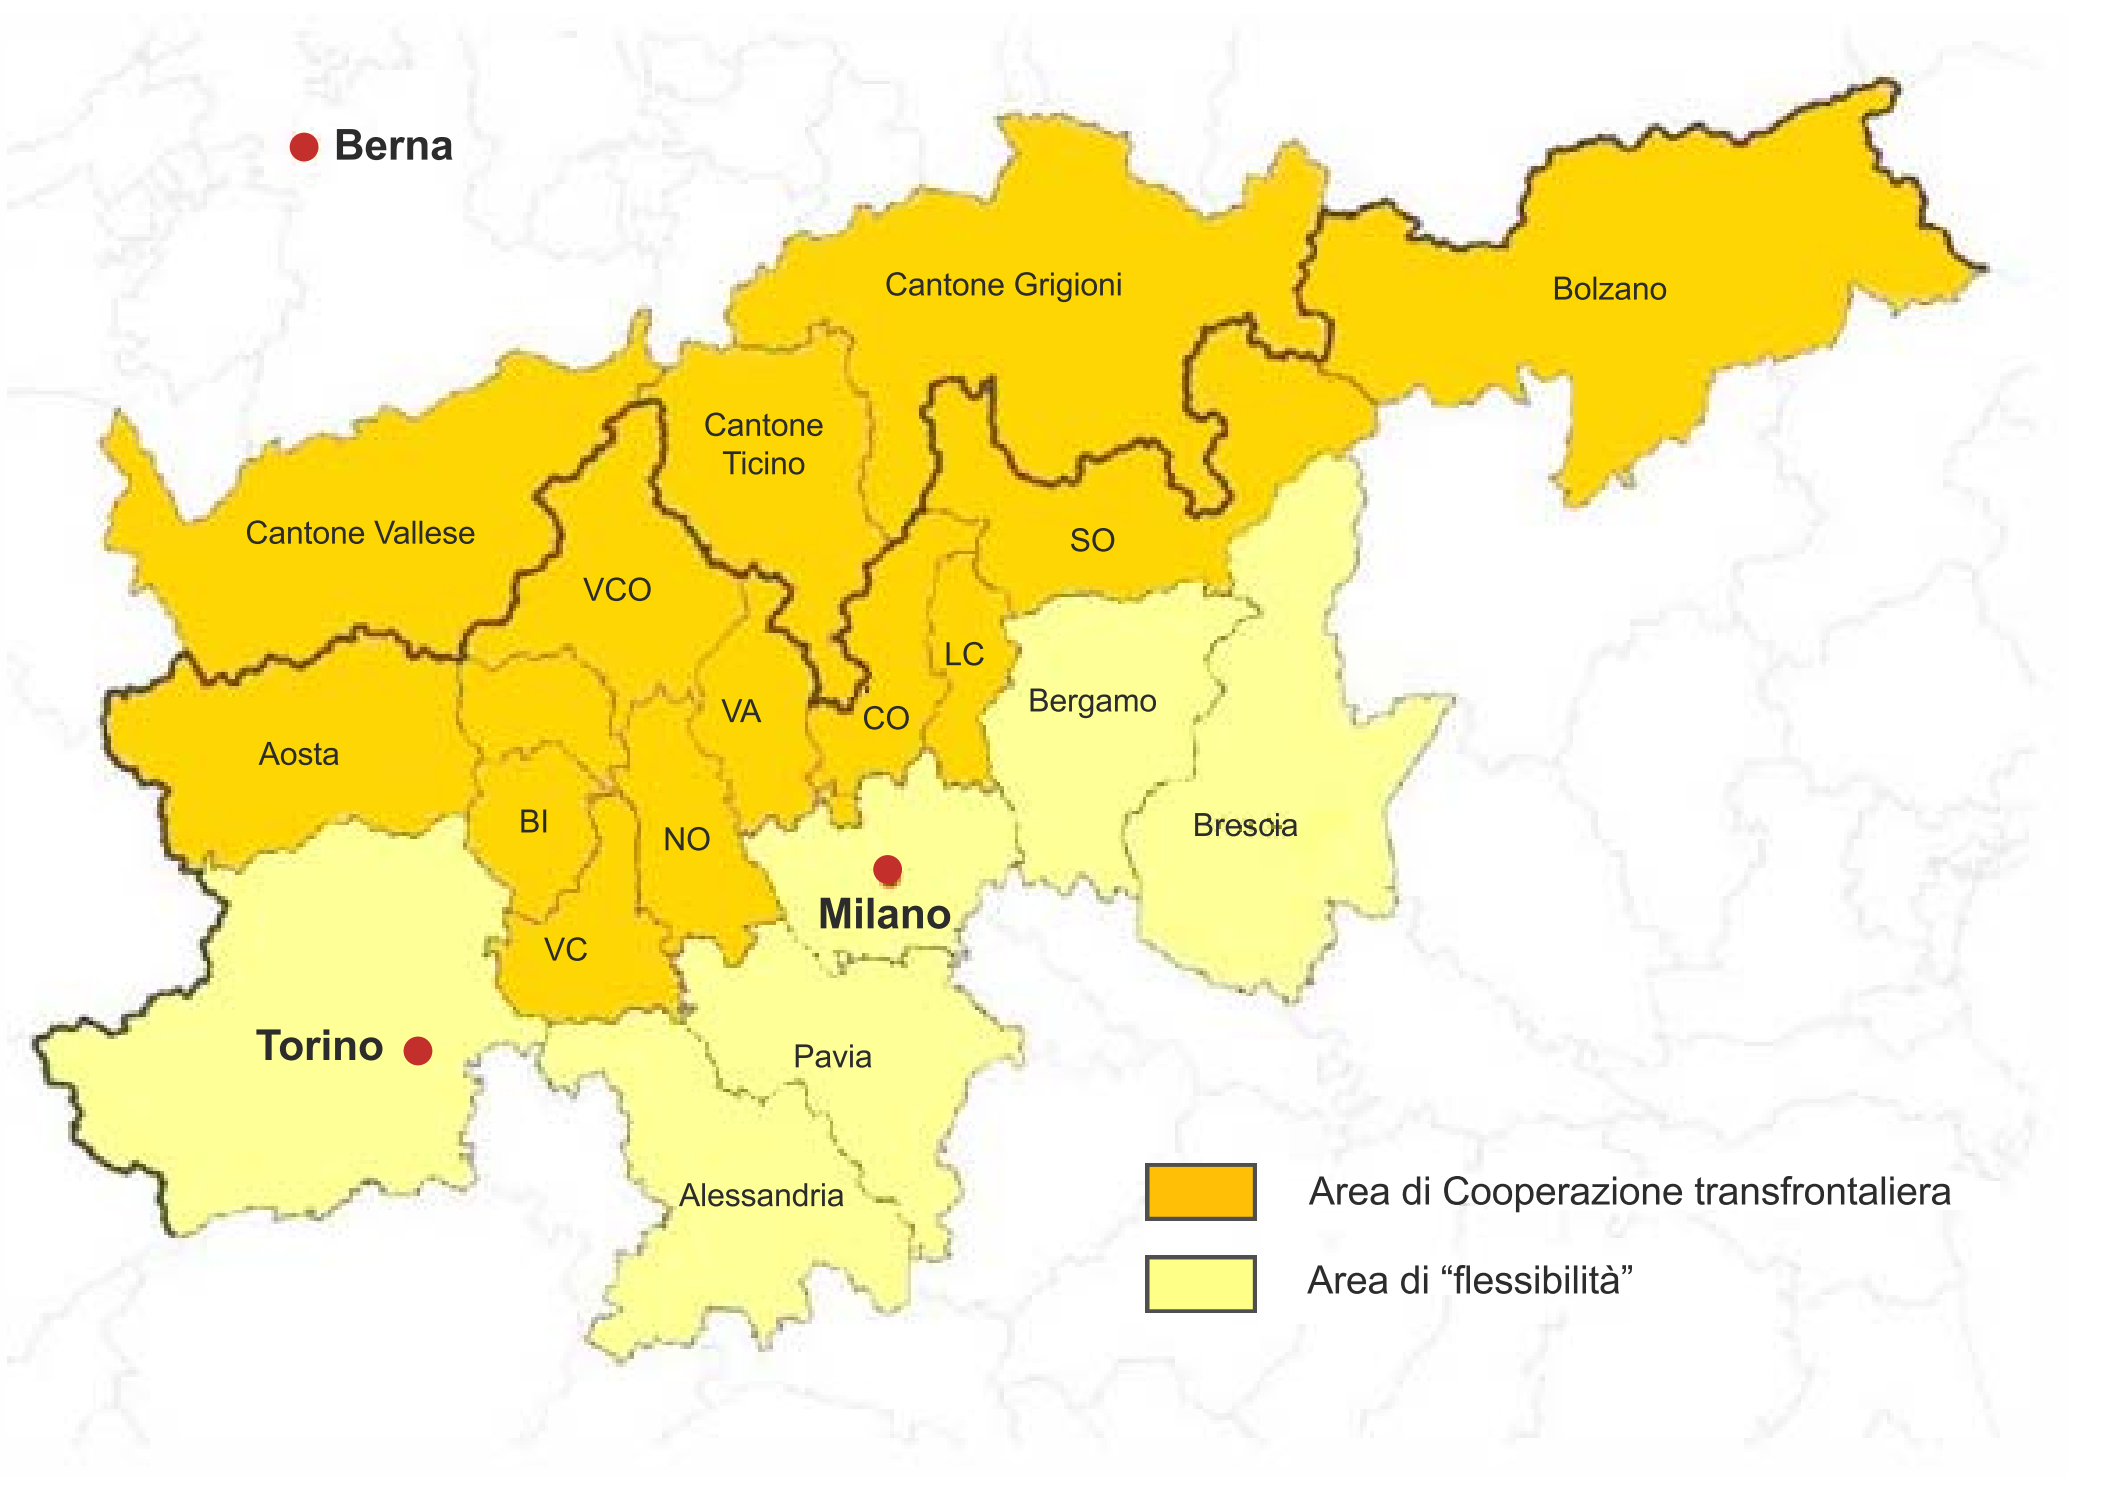 Berna
Cantone Grigioni
Bolzano
Cantone
Ticino
Cantone Vallese
SO
VCO
LC
Bergamo
VA
CO
Aosta
BI
NO
Brescia
Milano
VC
Torino
Pavia
Alessandria
Area di Cooperazione transfrontaliera
Area di “flessibilità”